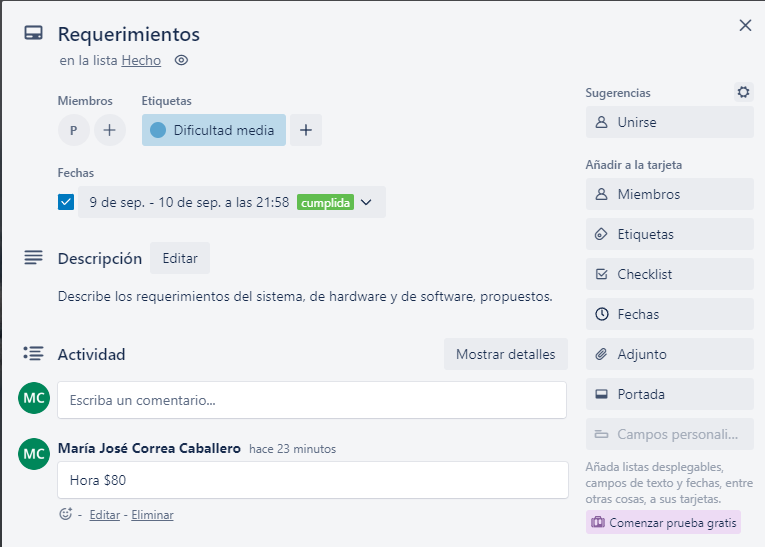 Requerimientos
en la lista Hecho
Miembros
Etiquetas
P
Dificultad media
Fechas
9 de sep. - 10 de sep. a las 21:58 cumplida
Descripción
Editar
Describe los requerimientos del sistema, de hardware y de software, propuestos.
Actividad
Mostrar detalles
MC
Escriba un comentario...
MC
María José Correa Caballero hace 23 minutos
Hora $80
- Editar - Eliminar
Sugerencias
Unirse
Añadir a la tarjeta
Miembros
Etiquetas
Checklist
Fechas
Adjunto
Portada
Campos personali...
Añada listas desplegables,
campos de texto y fechas, entre
otras cosas, a sus tarjetas.
Comenzar prueba gratis